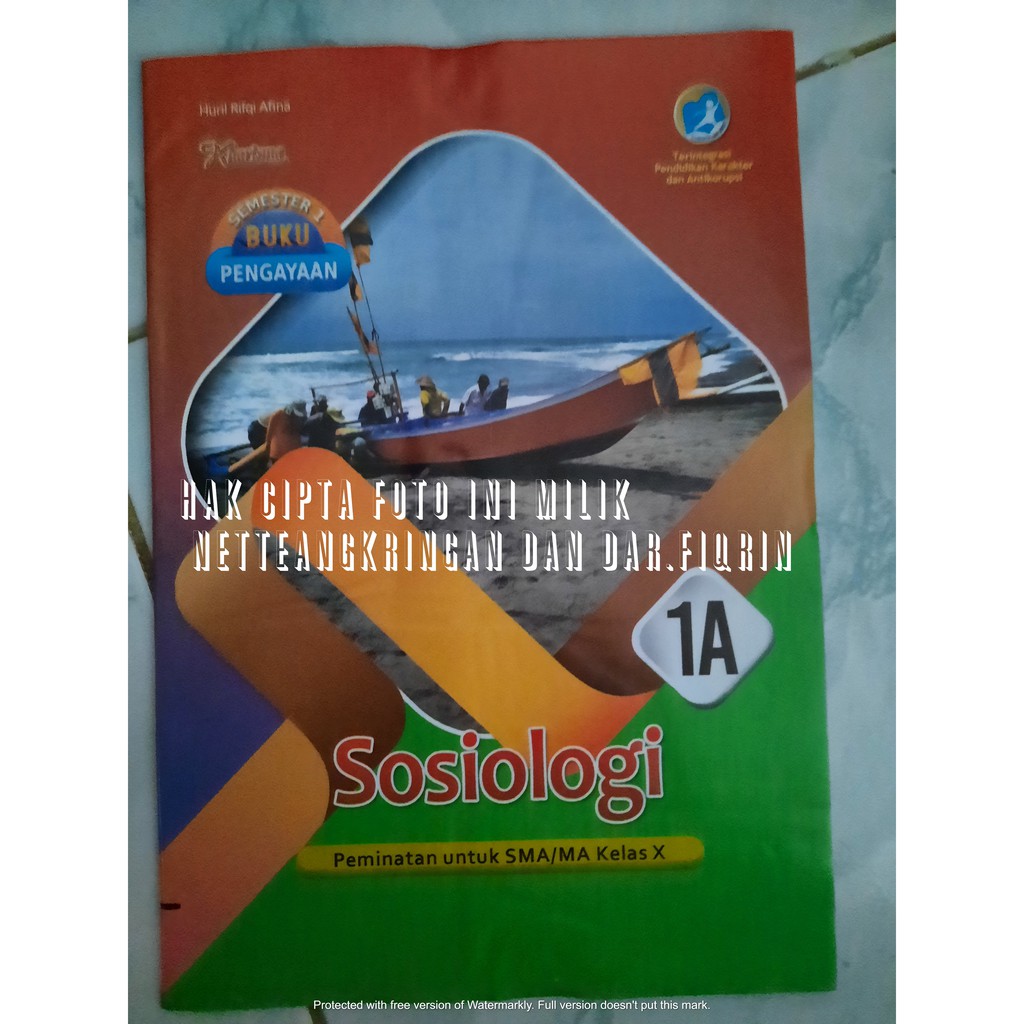 Huril Rifqi Afina
Terintegrasi
Pendidikan Karakter
dan Antikorupsi
SEMESTER 1
BUKU
PENGAYAAN
HAK CIPTA FOTO INI MILIK
NETTEANGKRINGAN DAN DAR.FIQRIN
1A
Sosiologi
Peminatan untuk SMA/MA Kelas X
Protected with free version of Watermarkly. Full version doesn't put this mark.